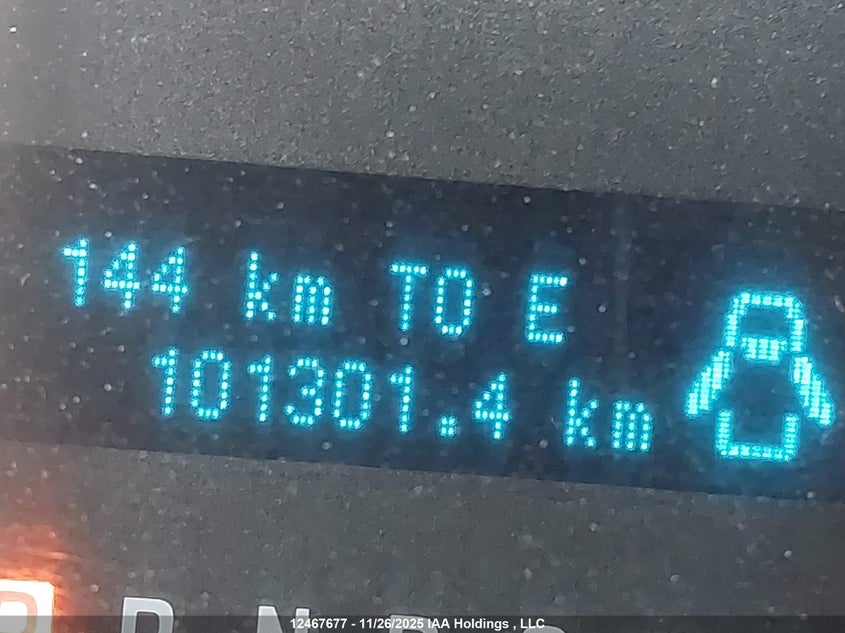 144 km TO E
101301.4 km
R N
12467677 - 11/26/2025 IAA Holdings , LLC